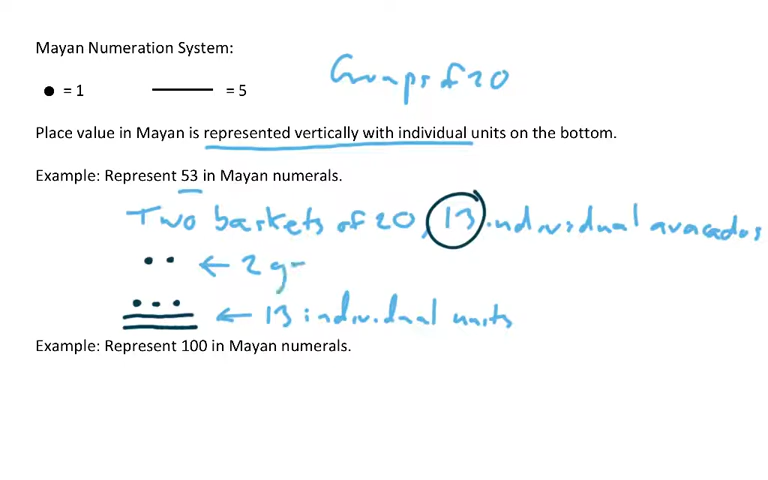 Mayan Numeration System:
Groups of 20
= 1 = 5
Place value in Mayan is represented vertically with individual units on the bottom.
Example: Represent 53 in Mayan numerals.
Two baskets of 20, 13 individual avacados
← 2 g
← 13 individual units
Example: Represent 100 in Mayan numerals.